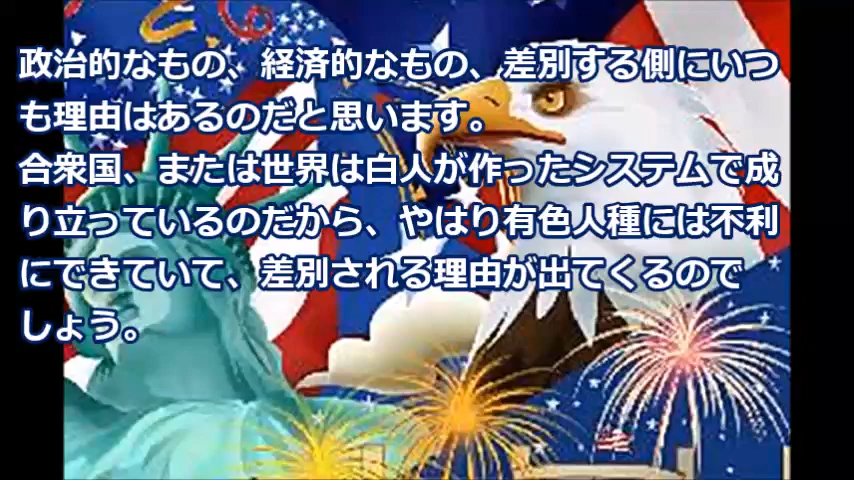 政治的なもの、経済的なもの、差別する側にいつ
も理由はあるのだと思います。
合衆国、または世界は白人が作ったシステムで成
り立っているのだから、やはり有色人種には不利
にできていて、差別される理由が出てくるので
しょう。